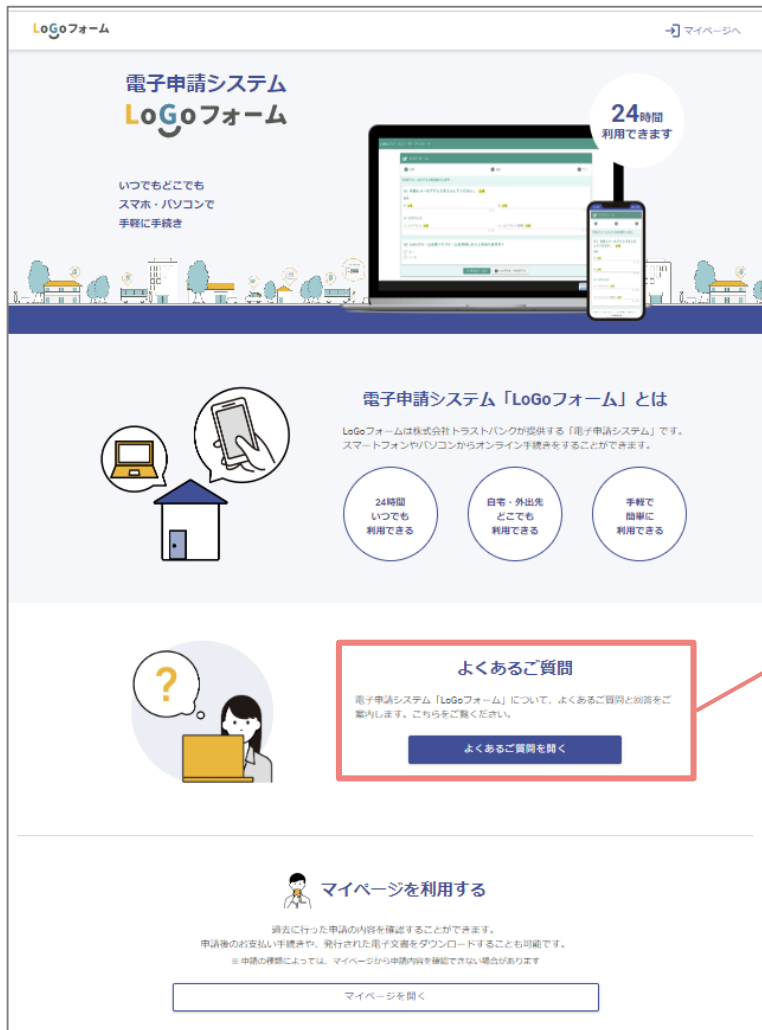 LoGoフォーム
マイページへ
電子申請システム
LoGoフォーム
24時間
利用できます
いつでもどこでも
スマホ・パソコンで
手軽に手続き
電子申請システム「LoGoフォーム」とは
LoGoフォームは株式会社トラストバンクが提供する「電子申請システム」です。
スマートフォンやパソコンからオンライン手続きをすることができます。
24時間
いつでも
利用できる
自宅・外出先
どこでも
利用できる
手軽で
簡単に
利用できる
?
よくあるご質問
電子申請システム「LoGoフォーム」について、よくあるご質問と回答をご
案内します。こちらをご覧ください。
よくあるご質問を開く
マイページを利用する
過去に行った申請の内容を確認することができます。
申請後のお支払い手続きや、発行された電子文書をダウンロードすることも可能です。
※ 申請の種類によっては、マイページから申請内容を確認できない場合があります
マイページを開く